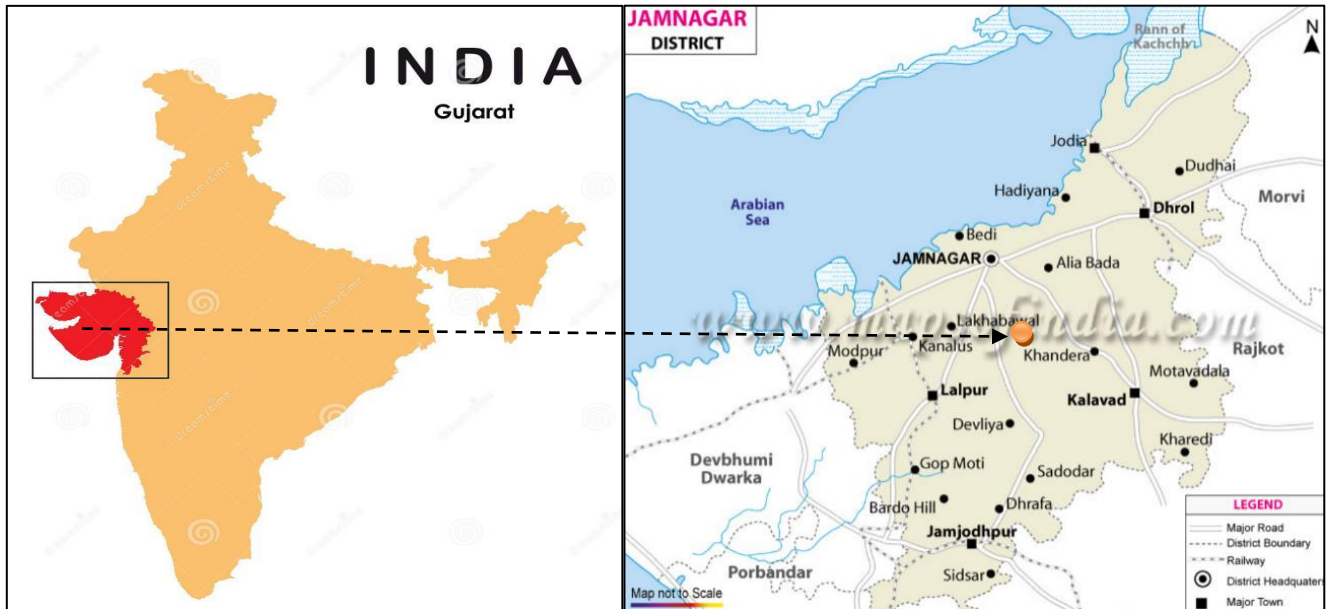 INDIA
Gujarat
JAMNAGAR
DISTRICT
Rann of
Kachchh
N
Jodia
Dudhai
Hadiyana
Dhrol
Morvi
Arabian
Sea
Bedi
JAMNAGAR
Alia Bada
www.mapsofindia.com
Lakhabawal
Kanalus
Khandera
Rajkot
Modpur
Motavadala
Lalpur
Kalavad
Devliya
Kharedi
Devbhumi
Dwarka
Gop Moti
Sadodar
Bardo Hill
Dhrafa
Jamjodhpur
Porbandar
Sidsar
Map not to Scale
LEGEND
Major Road
District Boundary
Railway
District Headquaters
Major Town